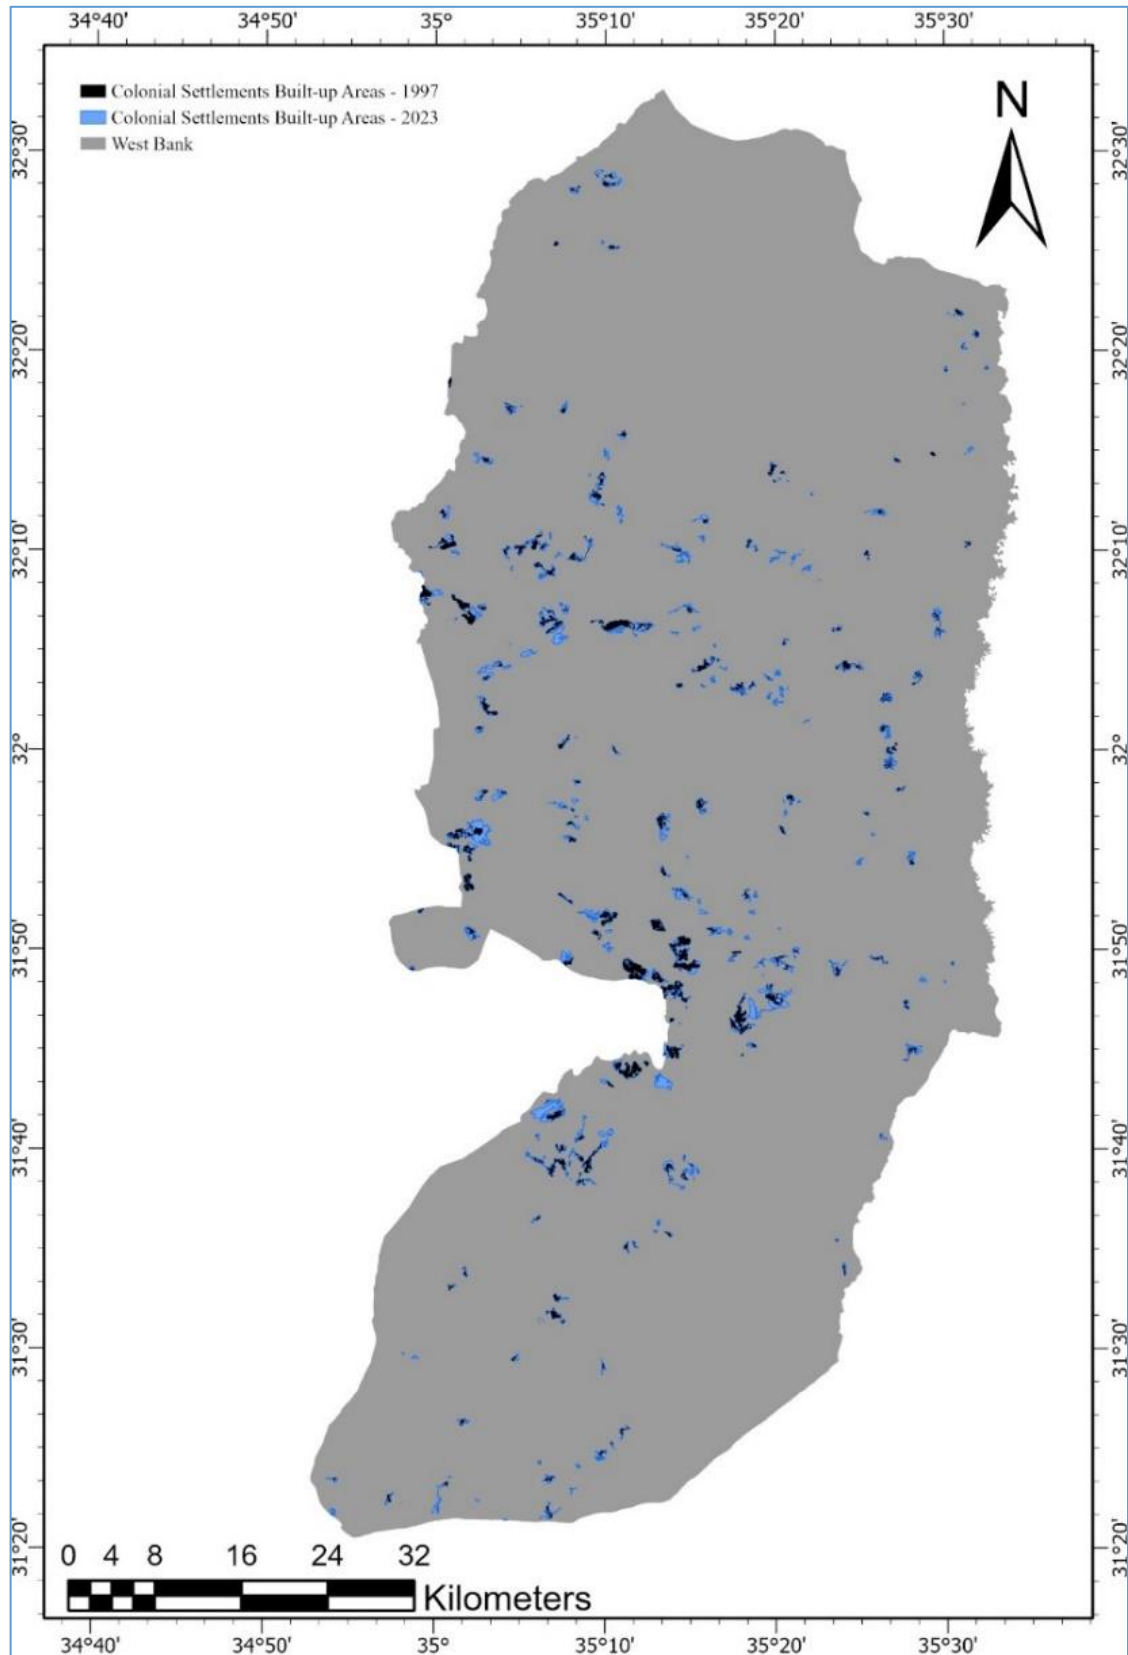 34°40' 34°50' 35° 35°10' 35°20' 35°30'
Colonial Settlements Built-up Areas - 1997
Colonial Settlements Built-up Areas - 2023
West Bank
N
32°30' 32°30'
32°20' 32°20'
32°10' 32°10'
32° 32°
31°50' 31°50'
31°40' 31°40'
31°30' 31°30'
31°20' 31°20'
0 4 8 16 24 32
Kilometers
34°40' 34°50' 35° 35°10' 35°20' 35°30'